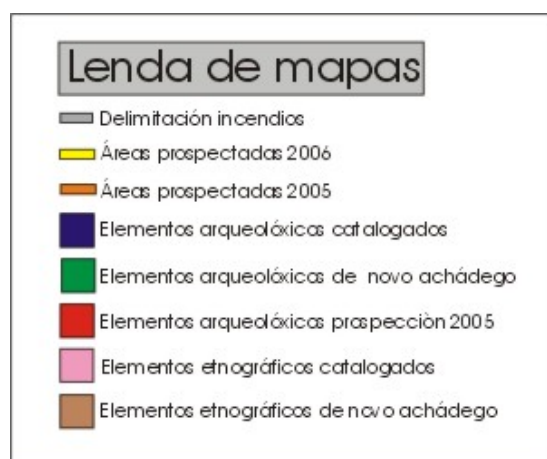 Lenda de mapas
Delimitación incendios
Áreas prospectadas 2006
Áreas prospectadas 2005
Elementos arqueolóxicos catalogados
Elementos arqueolóxicos de novo achádego
Elementos arqueolóxicos prospecciòn 2005
Elementos etnográficos catalogados
Elementos etnográficos de novo achádego